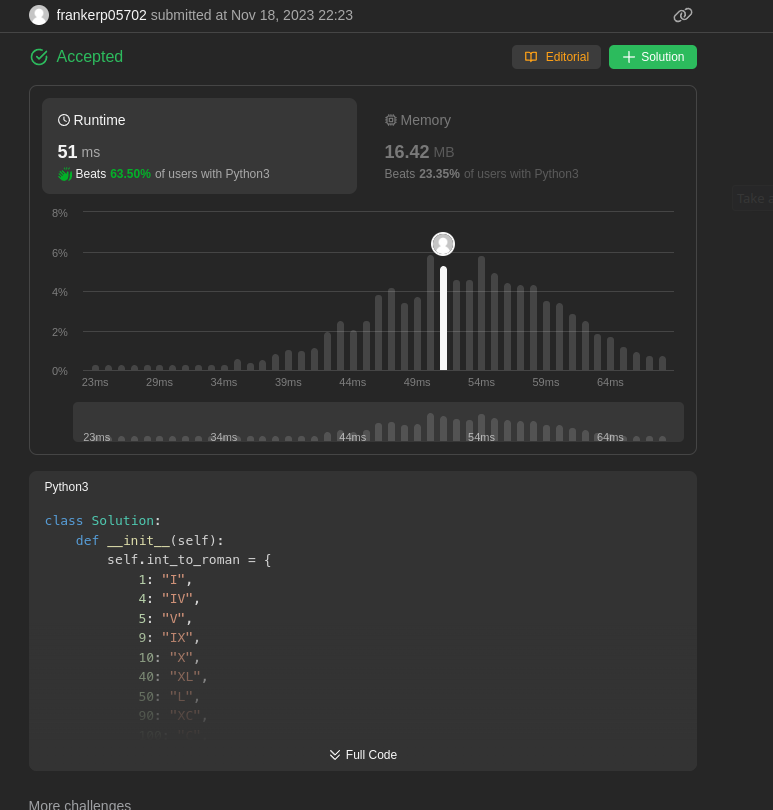 frankerp05702 submitted at Nov 18, 2023 22:23
Accepted
Editorial
Solution
Runtime
51 ms
Beats 63.50% of users with Python3
Memory
16.42 MB
Beats 23.35% of users with Python3
Take
8%
6%
4%
2%
0%
23ms 29ms 34ms 39ms 44ms 49ms 54ms 59ms 64ms
23ms 34ms 44ms 54ms 64ms
Python3
class Solution:
def __init__(self):
self.int_to_roman = {
1: "I",
4: "IV",
5: "V",
9: "IX",
10: "X",
40: "XL",
50: "L",
90: "XC",
100: "C",
Full Code
More challenges